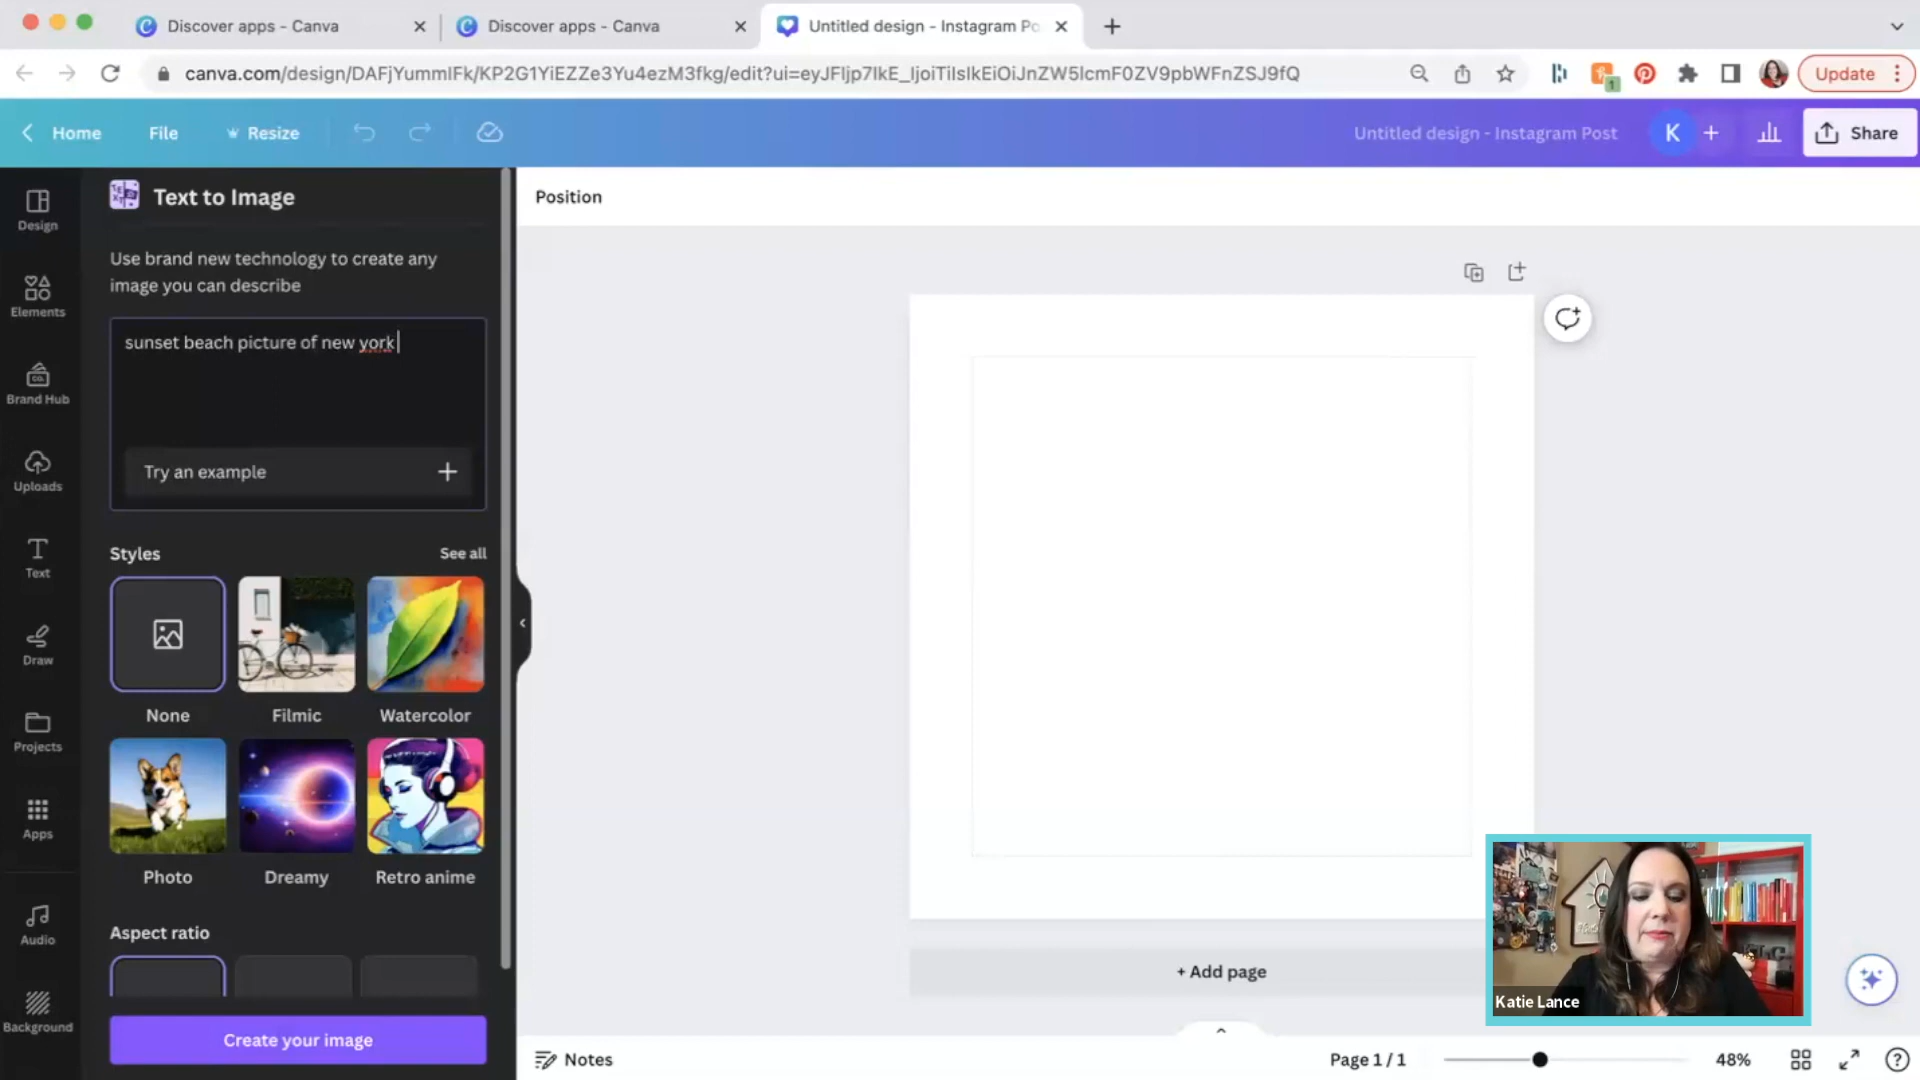 Discover apps - Canva
Discover apps - Canva
Untitled design - Instagram Po
canva.com/design/DAFjYummIFk/KP2G1YiEZZe3Yu4ezM3fkg/edit?ui=eyJFIjp7IkE_IjoiTiIsIkEiOiJnZW5lcmF0ZV9pbWFnZSJ9fQ
1
Update
Home
File
Resize
Untitled design - Instagram Post
K
Share
Design
Elements
CO.
Brand Hub
Uploads
Text
Draw
Projects
Apps
Audio
Background
Text to Image
Use brand new technology to create any
image you can describe
sunset beach picture of new york
Try an example
Styles
See all
None
Filmic
Watercolor
Photo
Dreamy
Retro anime
Aspect ratio
Create your image
Position
+ Add page
Katie Lance
Notes
Page 1 / 1
48%